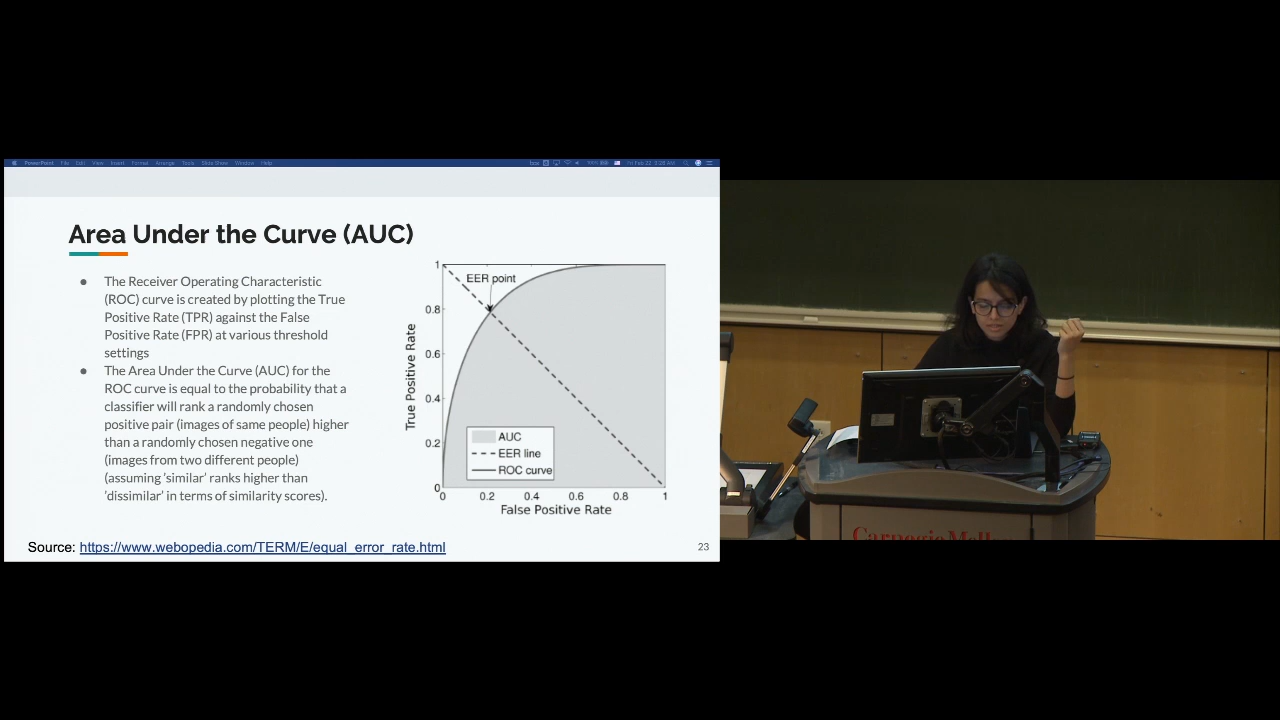 PowerPoint File Edit View Insert Format Arrange Tools Slide Show Window Help
Area Under the Curve (AUC)
● The Receiver Operating Characteristic
(ROC) curve is created by plotting the True
Positive Rate (TPR) against the False
Positive Rate (FPR) at various threshold
settings
● The Area Under the Curve (AUC) for the
ROC curve is equal to the probability that a
classifier will rank a randomly chosen
positive pair (images of same people) higher
than a randomly chosen negative one
(images from two different people)
(assuming 'similar' ranks higher than
'dissimilar' in terms of similarity scores).
EER point
True Positive Rate
1
0.8
0.6
0.4
0.2
0
AUC
EER line
ROC curve
0 0.2 0.4 0.6 0.8 1
False Positive Rate
Source: https://www.webopedia.com/TERM/E/equal_error_rate.html
23
Carnegie Mell